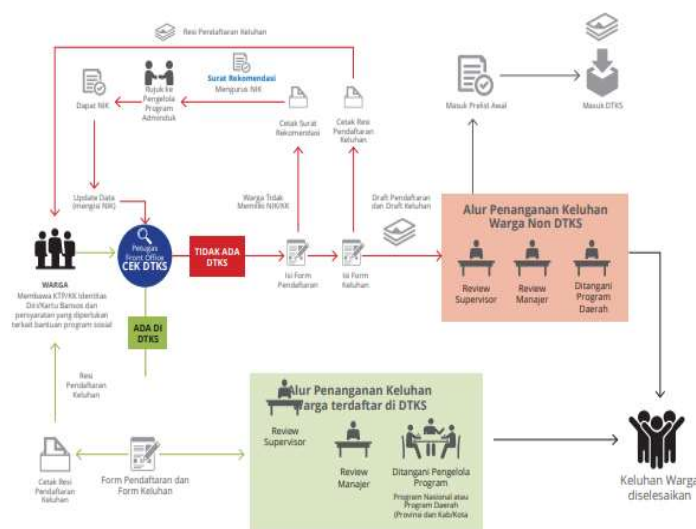 Resi Pendaftaran Keluhan
Surat Rekomendasi
Mengurus NIK
Rujuk ke
Pengelola
Program
Adminduk
Dapat NIK
Cetak Surat
Rekomendasi
Cetak Resi
Pendaftaran
Keluhan
Masuk Prelist Awal
Masuk DTKS
Update Data
(mengisi NIK)
Warga Tidak
Memiliki NIK/KK
Draft Pendaftaran
dan Draft Keluhan
Petugas
Front Office
CEK DTKS
TIDAK ADA
DTKS
Isi Form
Pendaftaran
Isi Form
Keluhan
Alur Penanganan Keluhan
Warga Non DTKS
Review
Supervisor
Review
Manajer
Ditangani
Program
Daerah
WARGA
Membawa KTP/KK Identitas
Diri/Kartu Bansos dan
persyaratan yang diperlukan
terkait bantuan program sosial
ADA DI
DTKS
Resi
Pendaftaran
Keluhan
Alur Penanganan Keluhan
Warga terdaftar di DTKS
Review
Supervisor
Review
Manajer
Ditangani Pengelola
Program
Program Nasional atau
Program Daerah
(Provinsi dan Kab/Kota
Cetak Resi
Pendaftaran
Keluhan
Form Pendaftaran dan
Form Keluhan
Keluhan Warga
diselesaikan